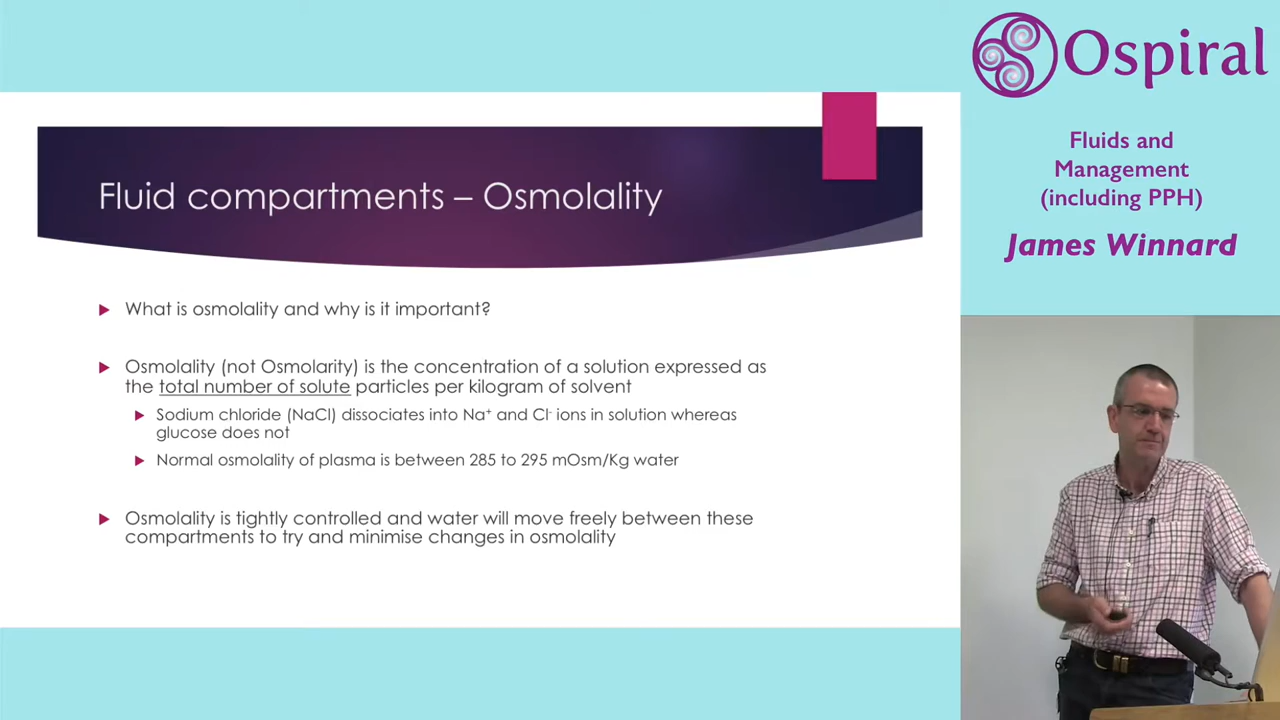 Fluid compartments – Osmolality
What is osmolality and why is it important?
Osmolality (not Osmolarity) is the concentration of a solution expressed as
the total number of solute particles per kilogram of solvent
Sodium chloride (NaCl) dissociates into Na⁺ and Cl⁻ ions in solution whereas
glucose does not
Normal osmolality of plasma is between 285 to 295 mOsm/Kg water
Osmolality is tightly controlled and water will move freely between these
compartments to try and minimise changes in osmolality
Ospiral
Fluids and
Management
(including PPH)
James Winnard